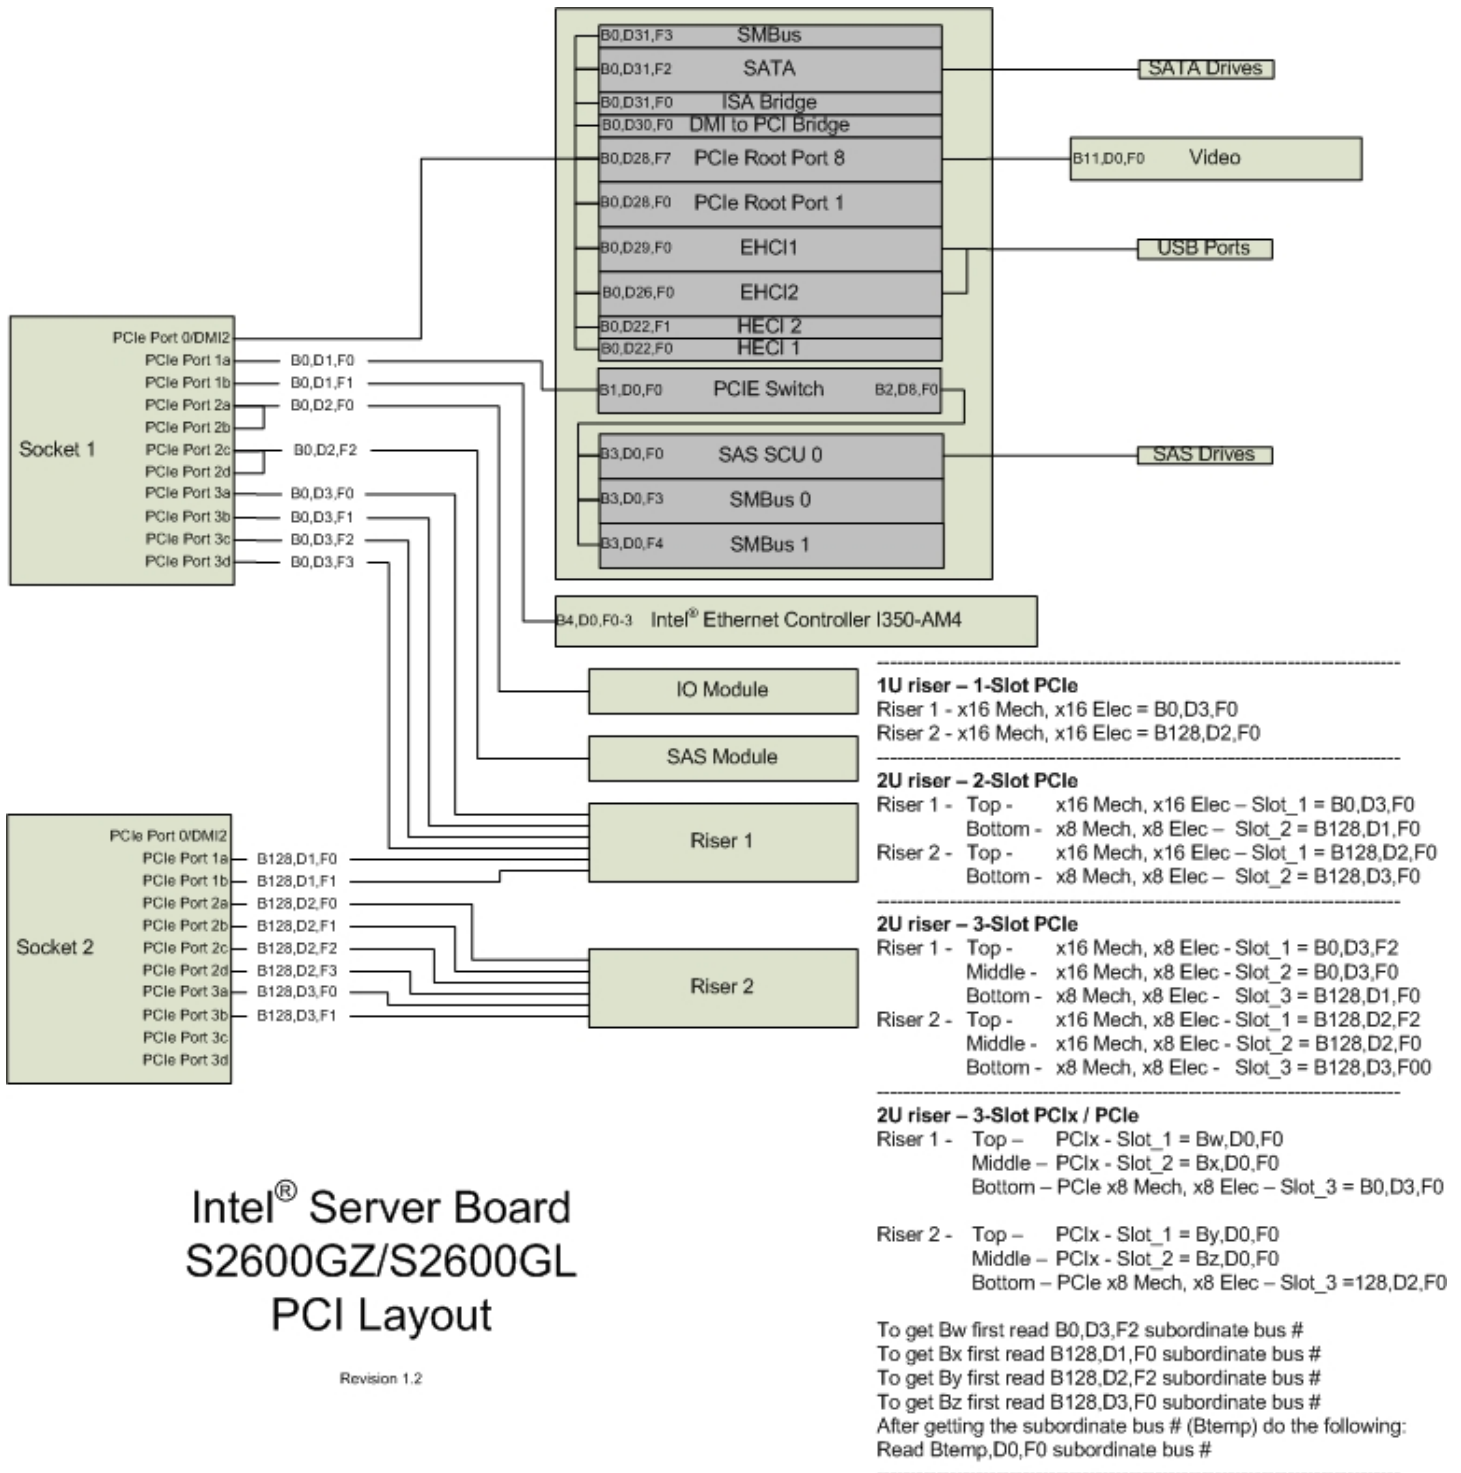 B0,D31,F3 SMBus
B0,D31,F2 SATA
SATA Drives
B0,D31,F0 ISA Bridge
B0,D30,F0 DMI to PCI Bridge
B0,D28,F7 PCIe Root Port 8
B11,D0,F0 Video
B0,D28,F0 PCIe Root Port 1
B0,D29,F0 EHCI1
USB Ports
B0,D26,F0 EHCI2
B0,D22,F1 HECI 2
B0,D22,F0 HECI 1
B1,D0,F0 PCIE Switch B2,D8,F0
B3,D0,F0 SAS SCU 0
SAS Drives
B3,D0,F3 SMBus 0
B3,D0,F4 SMBus 1
B4,D0,F0-3 Intel® Ethernet Controller I350-AM4
IO Module
SAS Module
Riser 1
Riser 2
Socket 1
PCIe Port 0/DMI2
PCIe Port 1a B0,D1,F0
PCIe Port 1b B0,D1,F1
PCIe Port 2a B0,D2,F0
PCIe Port 2b
PCIe Port 2c B0,D2,F2
PCIe Port 2d
PCIe Port 3a B0,D3,F0
PCIe Port 3b B0,D3,F1
PCIe Port 3c B0,D3,F2
PCIe Port 3d B0,D3,F3
Socket 2
PCIe Port 0/DMI2
PCIe Port 1a B128,D1,F0
PCIe Port 1b B128,D1,F1
PCIe Port 2a B128,D2,F0
PCIe Port 2b B128,D2,F1
PCIe Port 2c B128,D2,F2
PCIe Port 2d B128,D2,F3
PCIe Port 3a B128,D3,F0
PCIe Port 3b B128,D3,F1
PCIe Port 3c
PCIe Port 3d
1U riser – 1-Slot PCIe
Riser 1 - x16 Mech, x16 Elec = B0,D3,F0
Riser 2 - x16 Mech, x16 Elec = B128,D2,F0
2U riser – 2-Slot PCIe
Riser 1 - Top - x16 Mech, x16 Elec – Slot_1 = B0,D3,F0
Bottom - x8 Mech, x8 Elec – Slot_2 = B128,D1,F0
Riser 2 - Top - x16 Mech, x16 Elec – Slot_1 = B128,D2,F0
Bottom - x8 Mech, x8 Elec – Slot_2 = B128,D3,F0
2U riser – 3-Slot PCIe
Riser 1 - Top - x16 Mech, x8 Elec - Slot_1 = B0,D3,F2
Middle - x16 Mech, x8 Elec - Slot_2 = B0,D3,F0
Bottom - x8 Mech, x8 Elec - Slot_3 = B128,D1,F0
Riser 2 - Top - x16 Mech, x8 Elec - Slot_1 = B128,D2,F2
Middle - x16 Mech, x8 Elec - Slot_2 = B128,D2,F0
Bottom - x8 Mech, x8 Elec - Slot_3 = B128,D3,F00
2U riser – 3-Slot PCIx / PCIe
Riser 1 - Top – PCIx - Slot_1 = Bw,D0,F0
Middle – PCIx - Slot_2 = Bx,D0,F0
Bottom – PCIe x8 Mech, x8 Elec – Slot_3 = B0,D3,F0
Riser 2 - Top – PCIx - Slot_1 = By,D0,F0
Middle – PCIx - Slot_2 = Bz,D0,F0
Bottom – PCIe x8 Mech, x8 Elec – Slot_3 =128,D2,F0
To get Bw first read B0,D3,F2 subordinate bus #
To get Bx first read B128,D1,F0 subordinate bus #
To get By first read B128,D2,F2 subordinate bus #
To get Bz first read B128,D3,F0 subordinate bus #
After getting the subordinate bus # (Btemp) do the following:
Read Btemp,D0,F0 subordinate bus #
Intel® Server Board
S2600GZ/S2600GL
PCI Layout
Revision 1.2